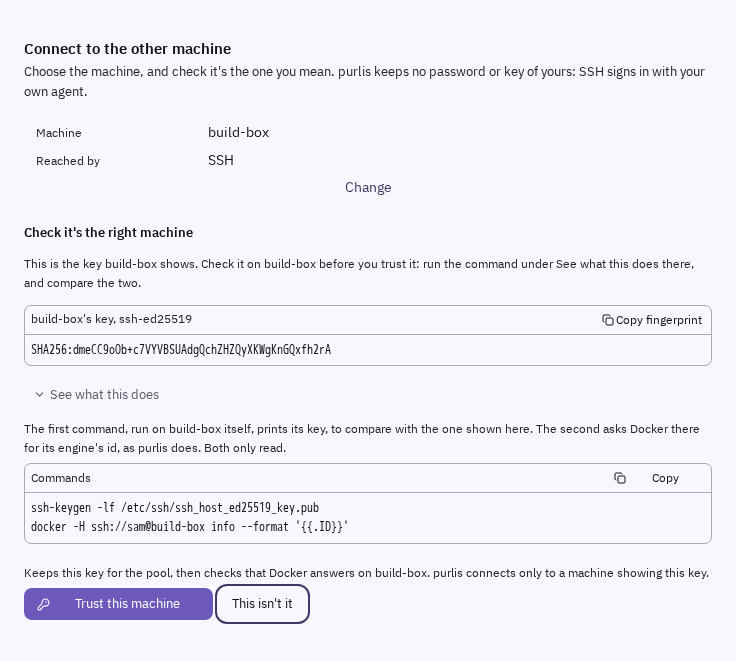 Connect to the other machine
Choose the machine, and check it's the one you mean. purlis keeps no password or key of yours: SSH signs in with your
own agent.
Machine build-box
Reached by SSH
Change
Check it's the right machine
This is the key build-box shows. Check it on build-box before you trust it: run the command under See what this does there,
and compare the two.
build-box's key, ssh-ed25519 Copy fingerprint
SHA256:dmeCC9oOb+c7VYVBSUAdgQchZHZQyXKWgKnGQxfh2rA
See what this does
The first command, run on build-box itself, prints its key, to compare with the one shown here. The second asks Docker there
for its engine's id, as purlis does. Both only read.
Commands Copy
ssh-keygen -lf /etc/ssh/ssh_host_ed25519_key.pub
docker -H ssh://sam@build-box info --format '{{.ID}}'
Keeps this key for the pool, then checks that Docker answers on build-box. purlis connects only to a machine showing this key.
Trust this machine This isn't it